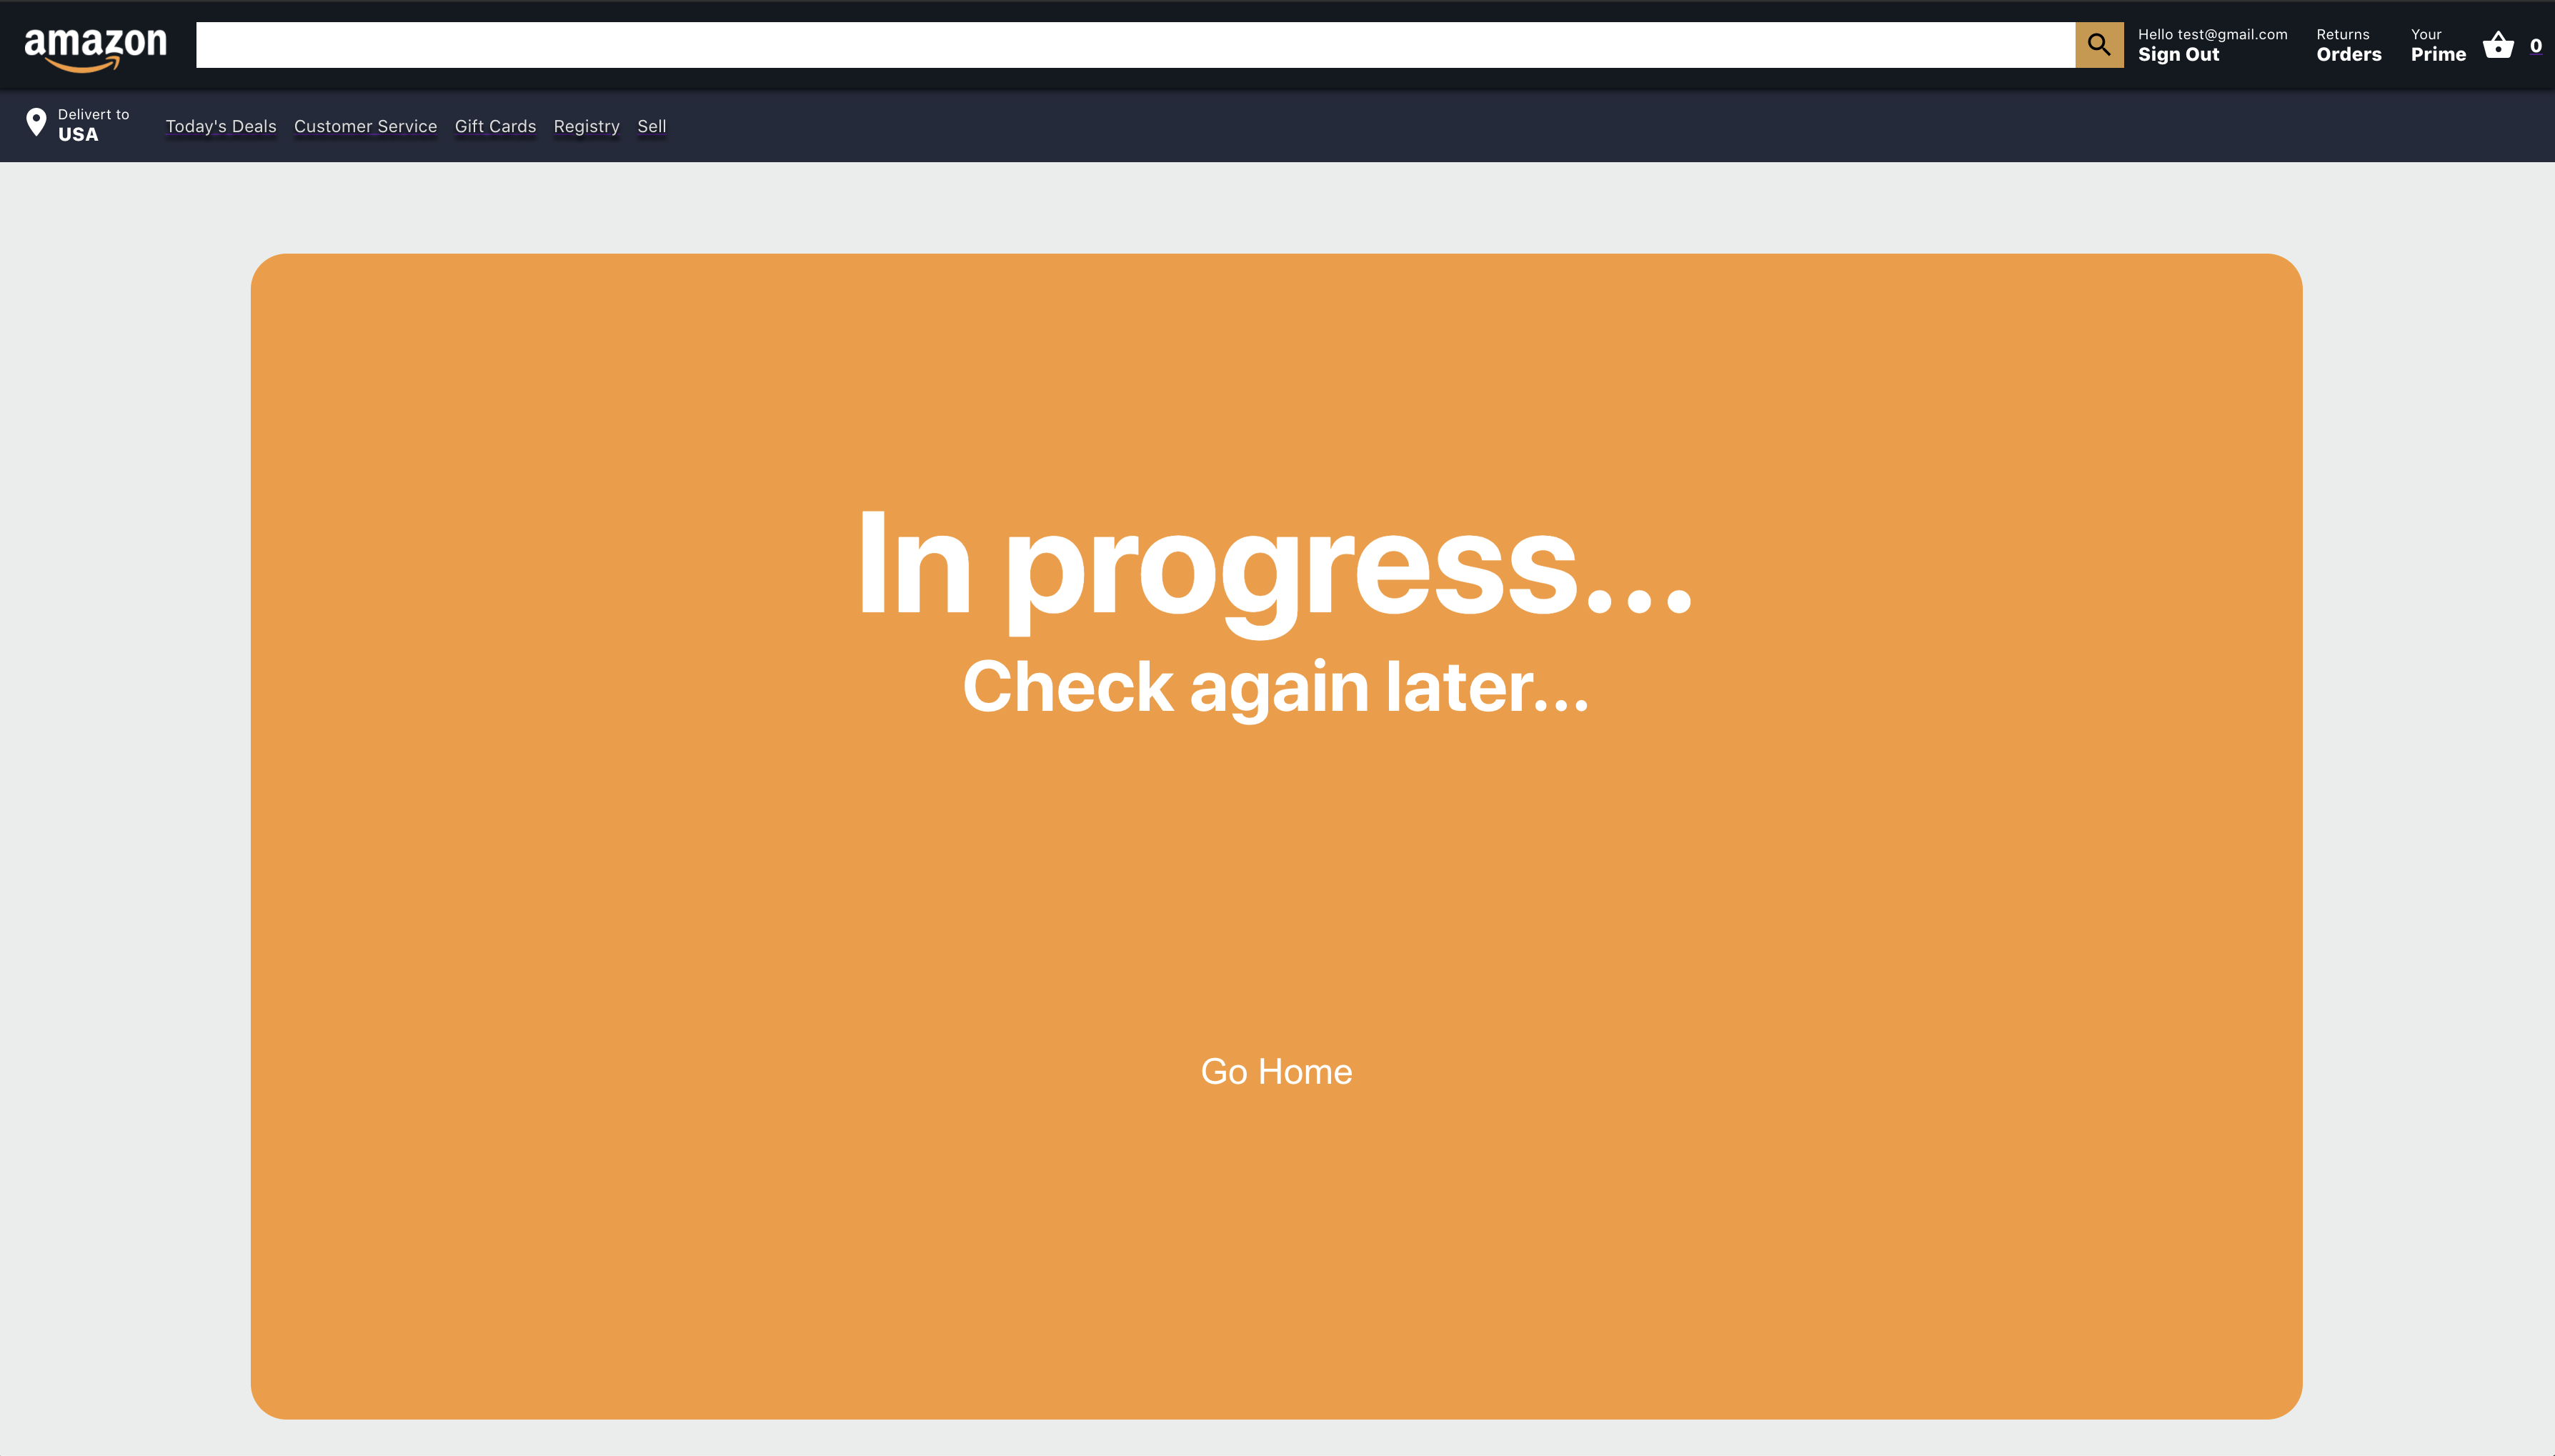 amazon
Hello test@gmail.com
Sign Out
Returns
Orders
Your
Prime
0
Delivert to
USA
Today's Deals Customer Service Gift Cards Registry Sell
In progress...
Check again later...
Go Home